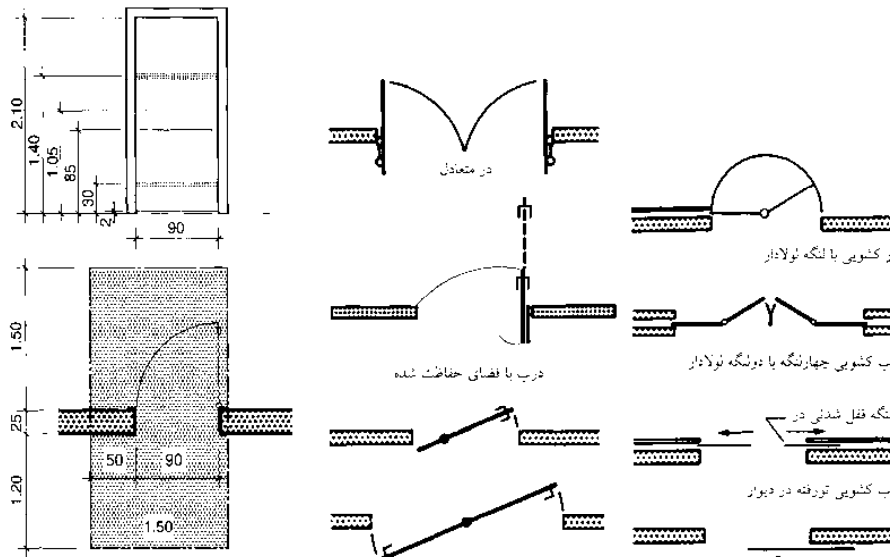 2.10
1.40
1.05
85
30
2
90
1.50
25
1.20
50
90
1.50
در متعادل
درب با فضای حفاظت شده
ر کشویی با لنگه لولادار
ب کشویی چهارلنگه با دولنگه لولادار
نگه قفل شدنی در
ب کشویی تورفته در دیوار